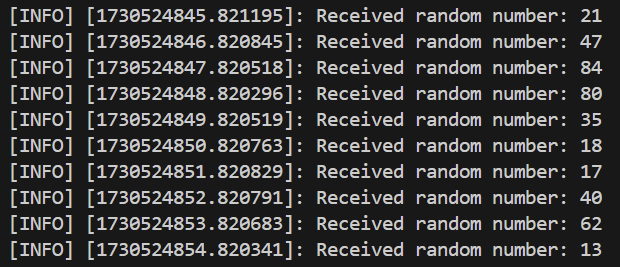 [INFO] [1730524845.821195]: Received random number: 21
[INFO] [1730524846.820845]: Received random number: 47
[INFO] [1730524847.820518]: Received random number: 84
[INFO] [1730524848.820296]: Received random number: 80
[INFO] [1730524849.820519]: Received random number: 35
[INFO] [1730524850.820763]: Received random number: 18
[INFO] [1730524851.820829]: Received random number: 17
[INFO] [1730524852.820791]: Received random number: 40
[INFO] [1730524853.820683]: Received random number: 62
[INFO] [1730524854.820341]: Received random number: 13